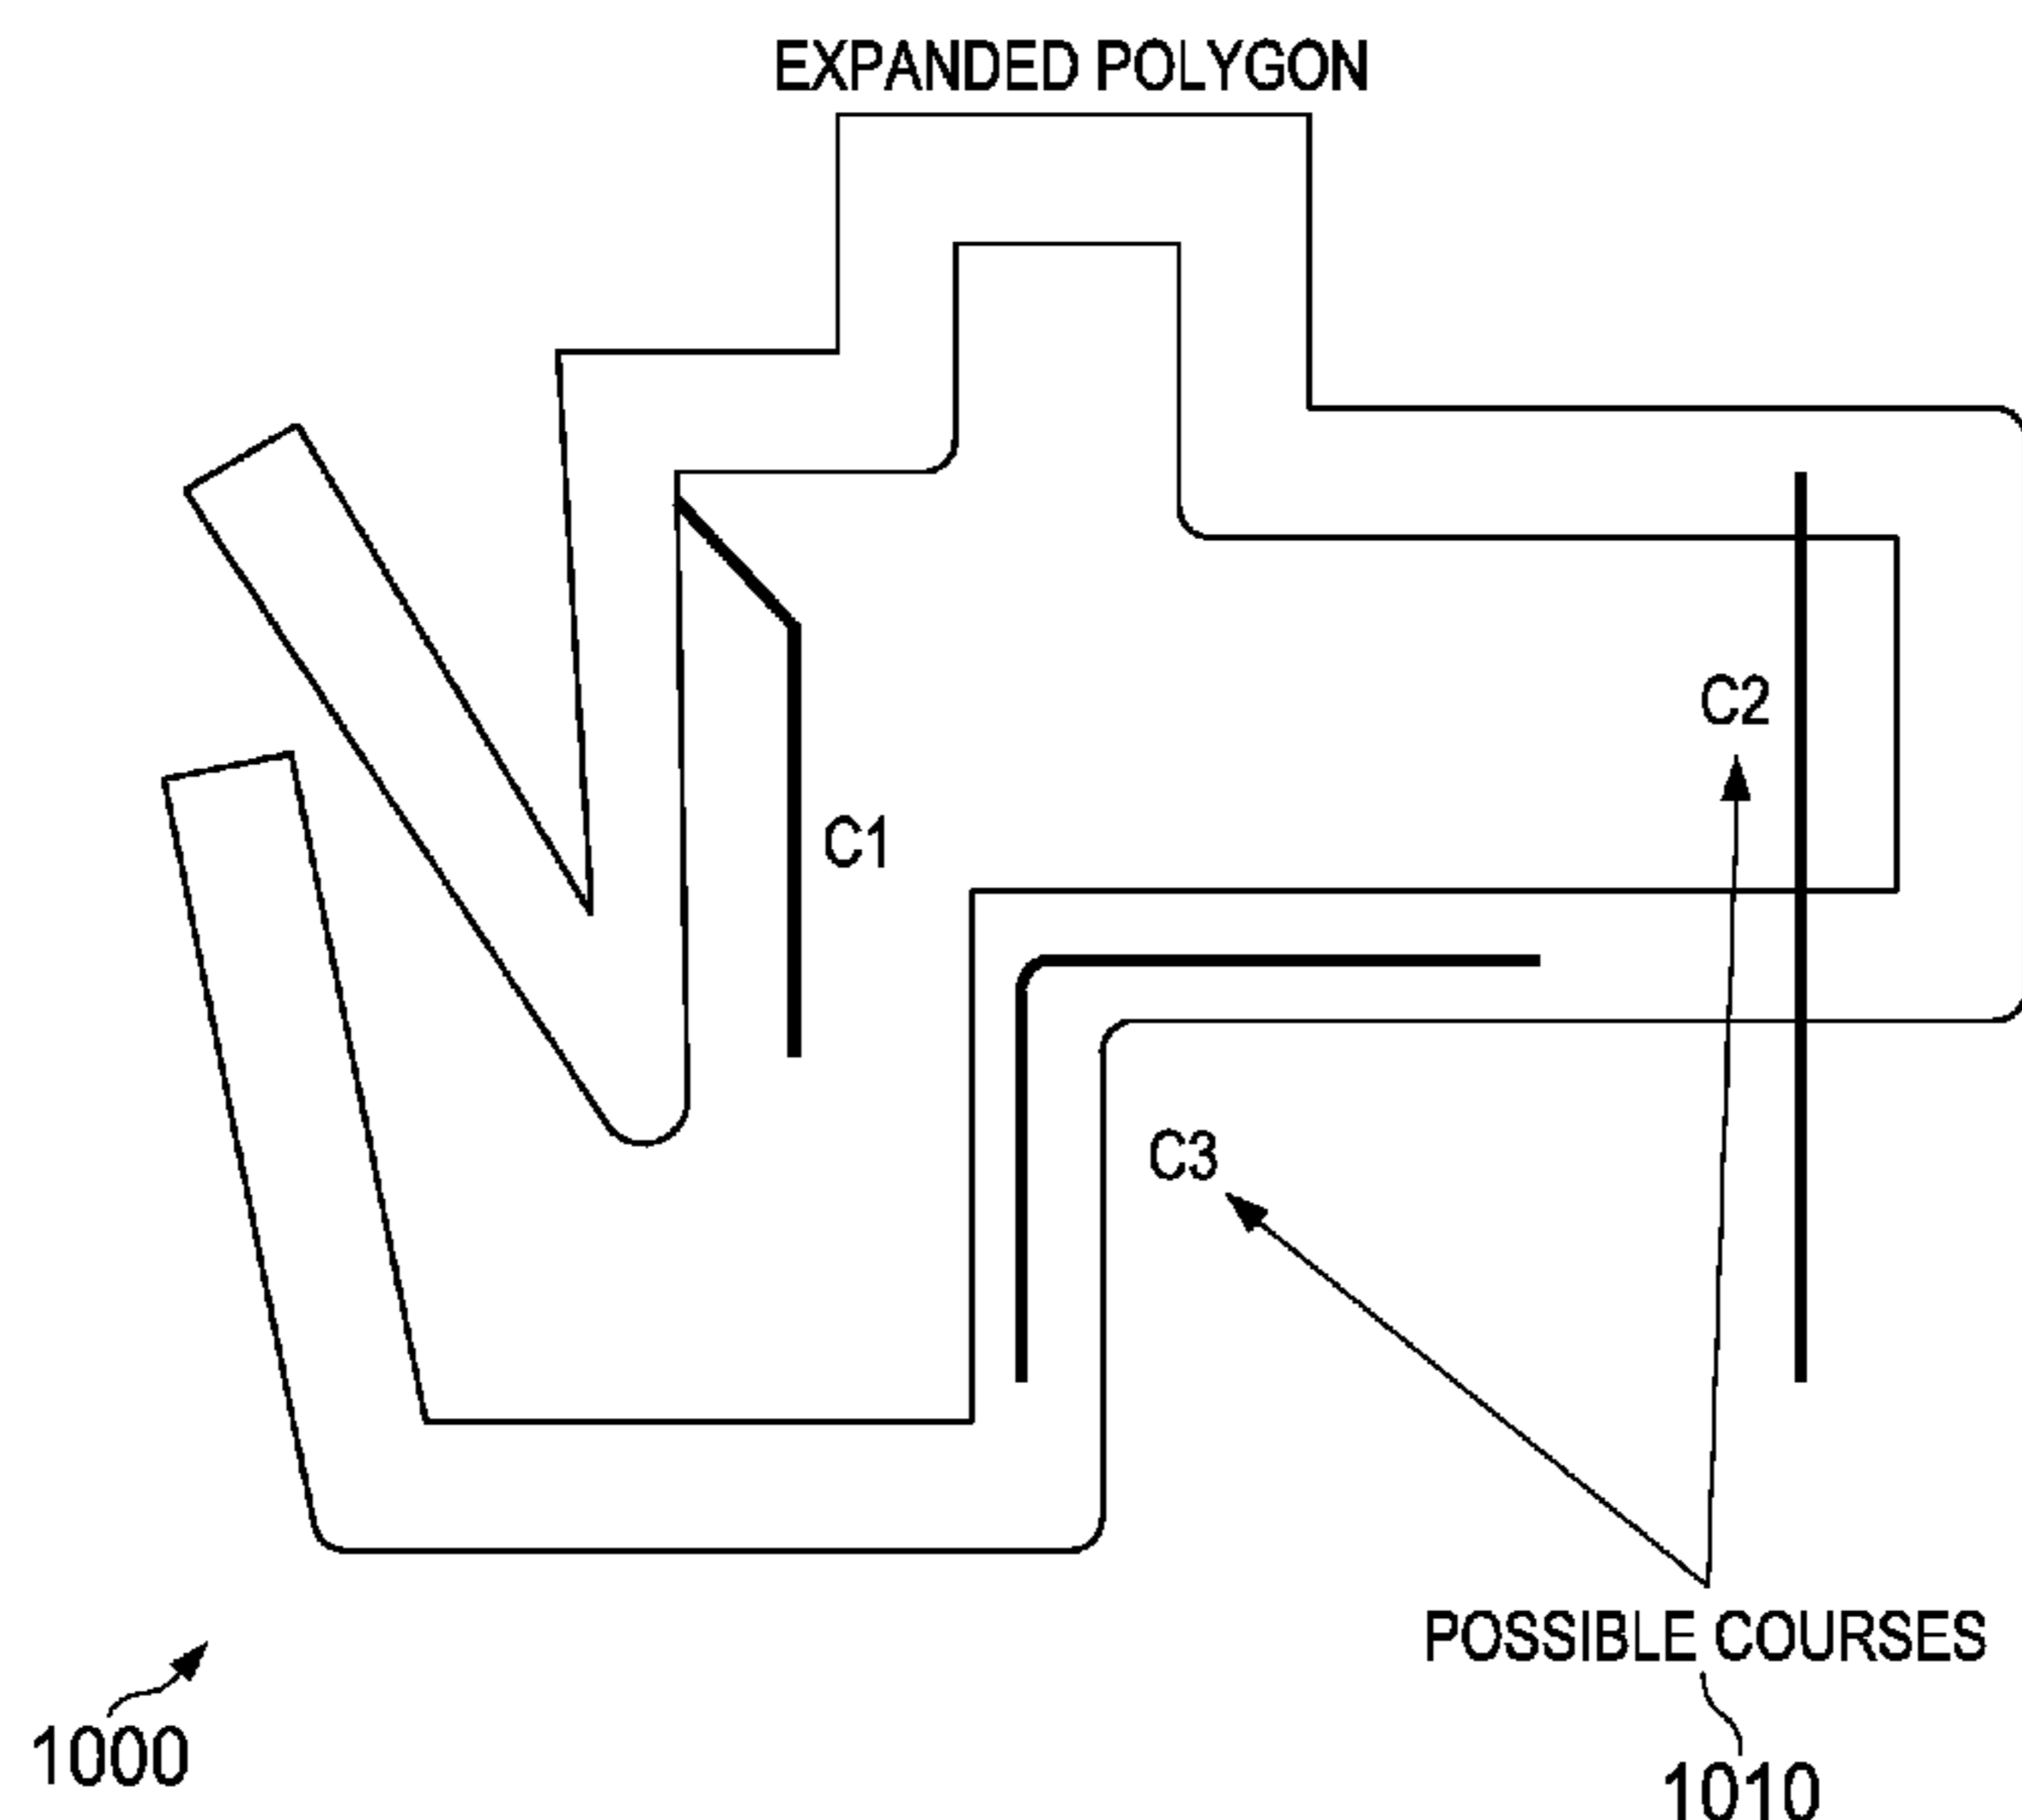 EXPANDED POLYGON
C2
C1
C3
POSSIBLE COURSES
1000
1010